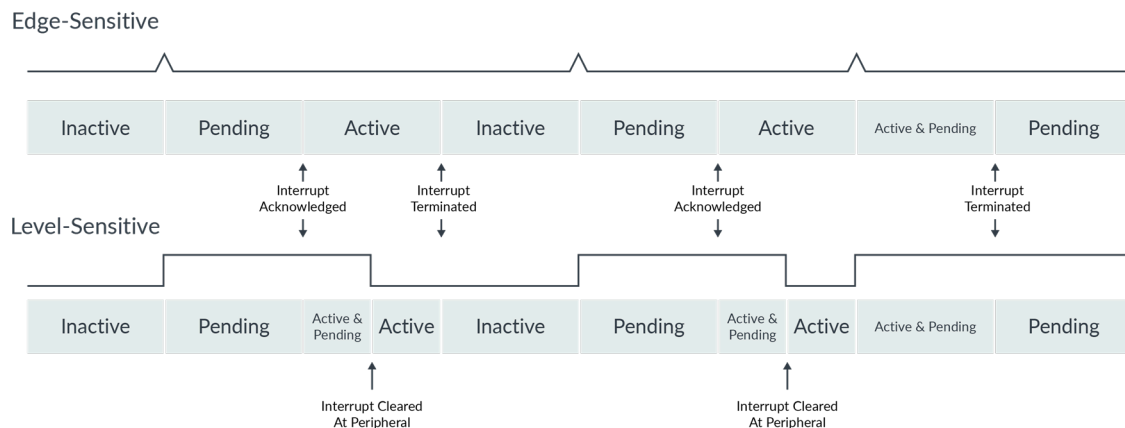 Edge-Sensitive
Inactive Pending Active Inactive Pending Active Active & Pending Pending
Interrupt Interrupt Interrupt Interrupt
Acknowledged Terminated Acknowledged Terminated
Level-Sensitive
Inactive Pending Active & Pending Active Inactive Pending Active & Pending Active Active & Pending Pending
Interrupt Cleared Interrupt Cleared
At Peripheral At Peripheral